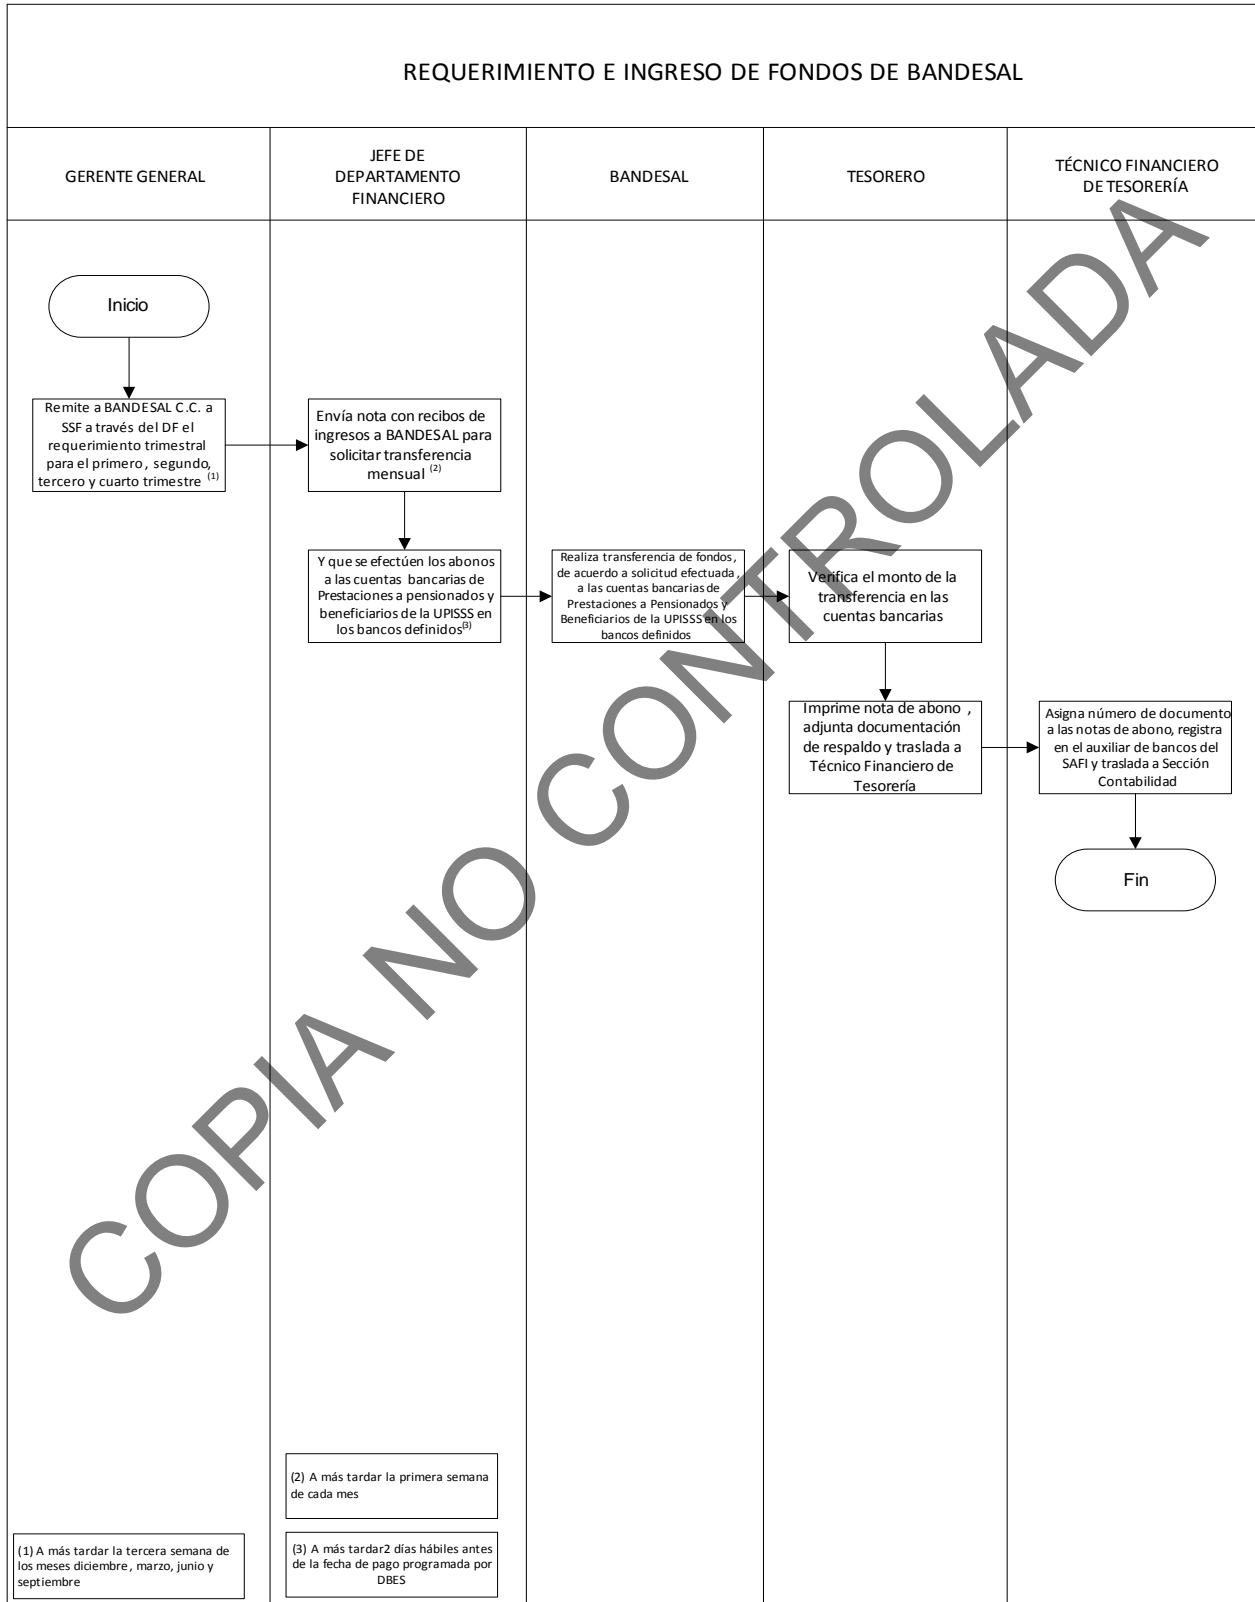 REQUERIMIENTO E INGRESO DE FONDOS DE BANDESAL
GERENTE GENERAL
JEFE DE
DEPARTAMENTO
FINANCIERO
BANDESAL
TESORERO
TÉCNICO FINANCIERO
DE TESORERÍA
Inicio
Remite a BANDESAL C.C. a
SSF a través del DF el
requerimiento trimestral
para el primero , segundo,
tercero y cuarto trimestre (1)
Envía nota con recibos de
ingresos a BANDESAL para
solicitar transferencia
mensual (2)
Y que se efectúen los abonos
a las cuentas bancarias de
Prestaciones a pensionados y
beneficiarios de la UPISSS en
los bancos definidos(3)
Realiza transferencia de fondos ,
de acuerdo a solicitud efectuada ,
a las cuentas bancarias de
Prestaciones a Pensionados y
Beneficiarios de la UPISSS en los
bancos definidos
Verifica el monto de la
transferencia en las
cuentas bancarias
Imprime nota de abono ,
adjunta documentación
de respaldo y traslada a
Técnico Financiero de
Tesorería
Asigna número de documento
a las notas de abono, registra
en el auxiliar de bancos del
SAFI y traslada a Sección
Contabilidad
Fin
COPIA NO CONTROLADA
(2) A más tardar la primera semana
de cada mes
(1) A más tardar la tercera semana de
los meses diciembre , marzo, junio y
septiembre
(3) A más tardar2 días hábiles antes
de la fecha de pago programada por
DBES